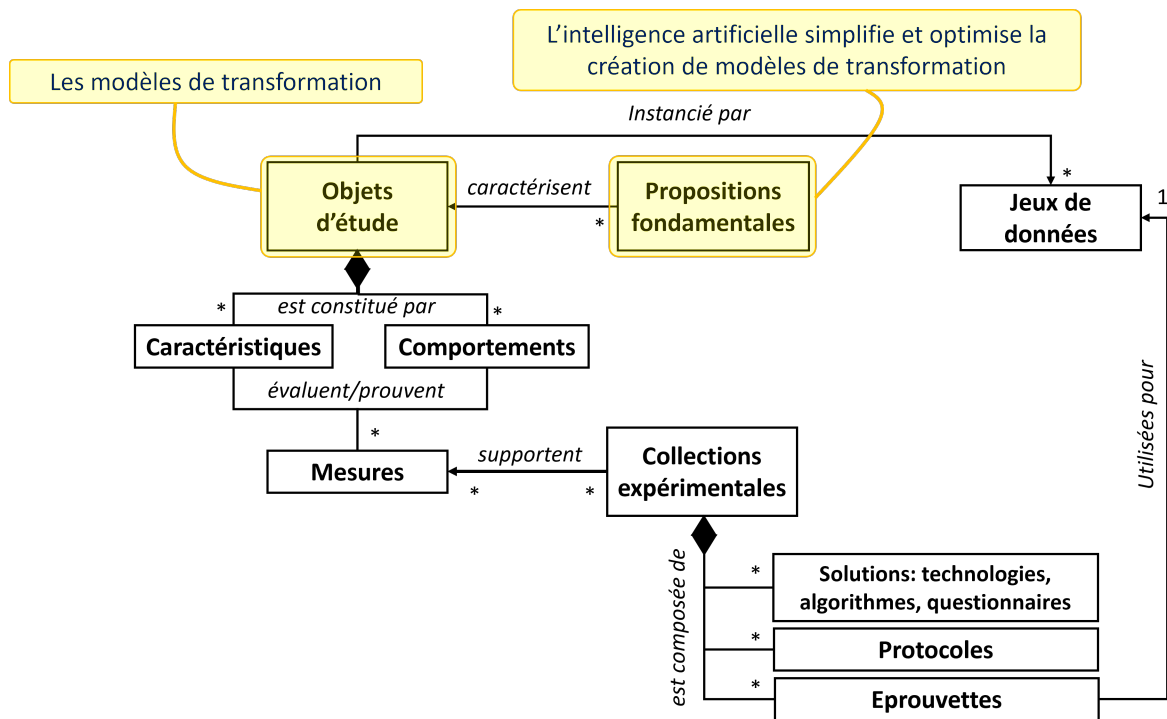 L'intelligence artificielle simplifie et optimise la
création de modèles de transformation
Les modèles de transformation
Instancié par
Objets
d'étude
caractérisent
*
Propositions
fondamentales
*
1
Jeux de
données
*
est constitué par
*
Caractéristiques
Comportements
évaluent/prouvent
*
Mesures
supportent
*
*
Collections
expérimentales
Utilisées pour
est composée de
*
Solutions: technologies,
algorithmes, questionnaires
*
Protocoles
*
Eprouvettes